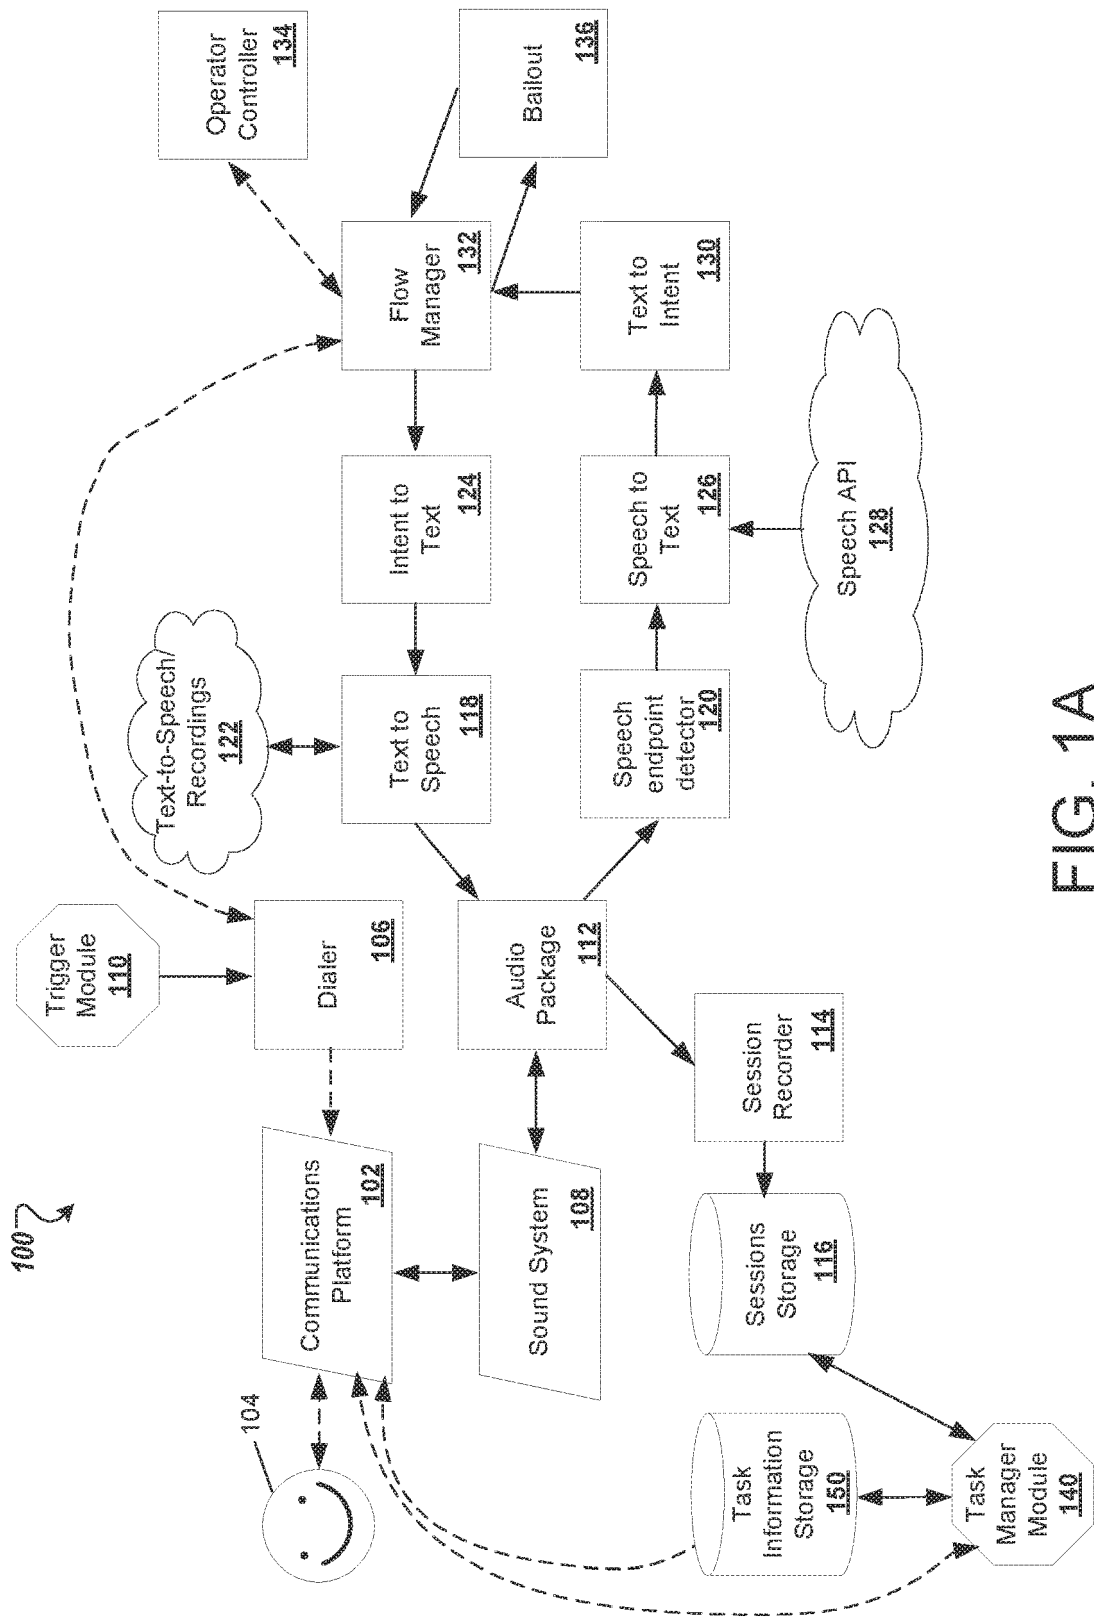 100
104
Communications
Platform
102
Trigger
Module
110
Dialer
106
Text-to-Speech/
Recordings
122
Operator
Controller
134
Sound System
108
Audio
Package
112
Text to
Speech
118
Intent to
Text
124
Flow
Manager
132
Bailout
136
Task
Information
Storage
150
Sessions
Storage
116
Session
Recorder
114
Speech
endpoint
detector
120
Speech to
Text
126
Text to
Intent
130
Task
Manager
Module
140
Speech API
128
FIG. 1A